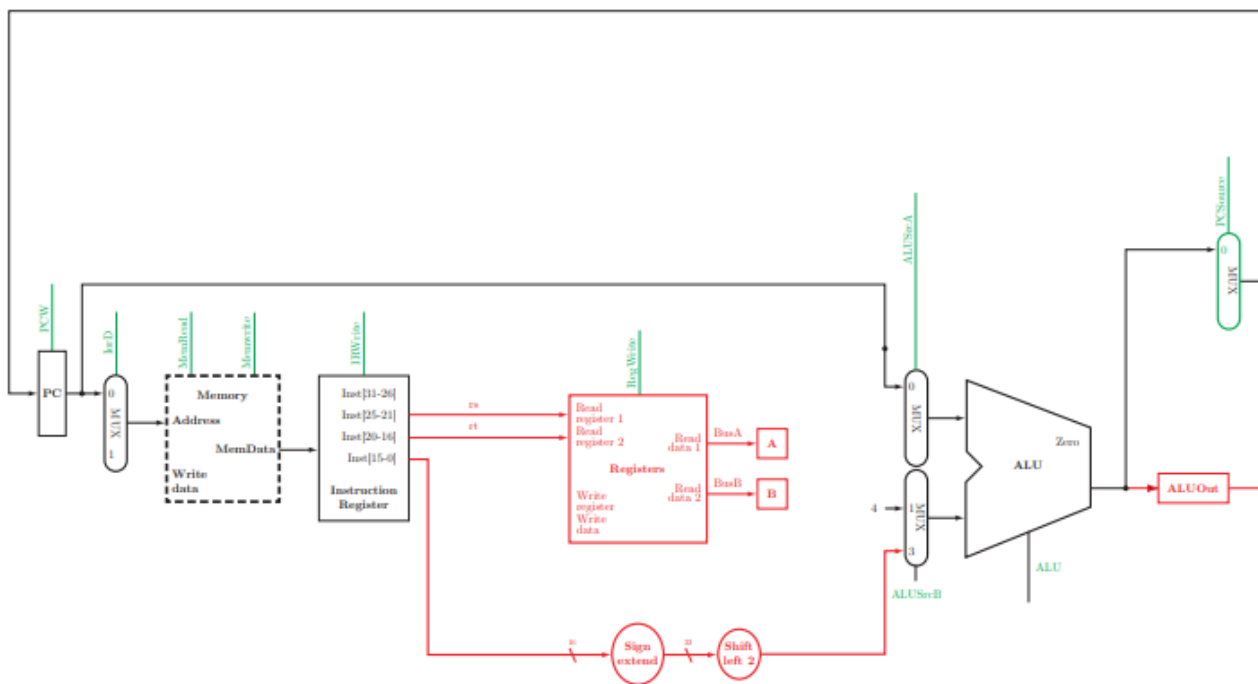 PCW
IorD
MemRead
Memwrite
IRWrite
RegWrite
ALUSrcA
PCSource
PC
0
MUX
1
Memory
Address
MemData
Write
data
Inst[31-26]
Inst[25-21]
Inst[20-16]
Inst[15-0]
Instruction
Register
rs
rt
Read
register 1
Read
register 2
Registers
Write
register
Write
data
Read
data 1
Read
data 2
BusA
BusB
A
B
16
Sign
extend
32
Shift
left 2
0
MUX
4
1
MUX
3
ALUSrcB
Zero
ALU
ALU
ALUOut
0
MUX